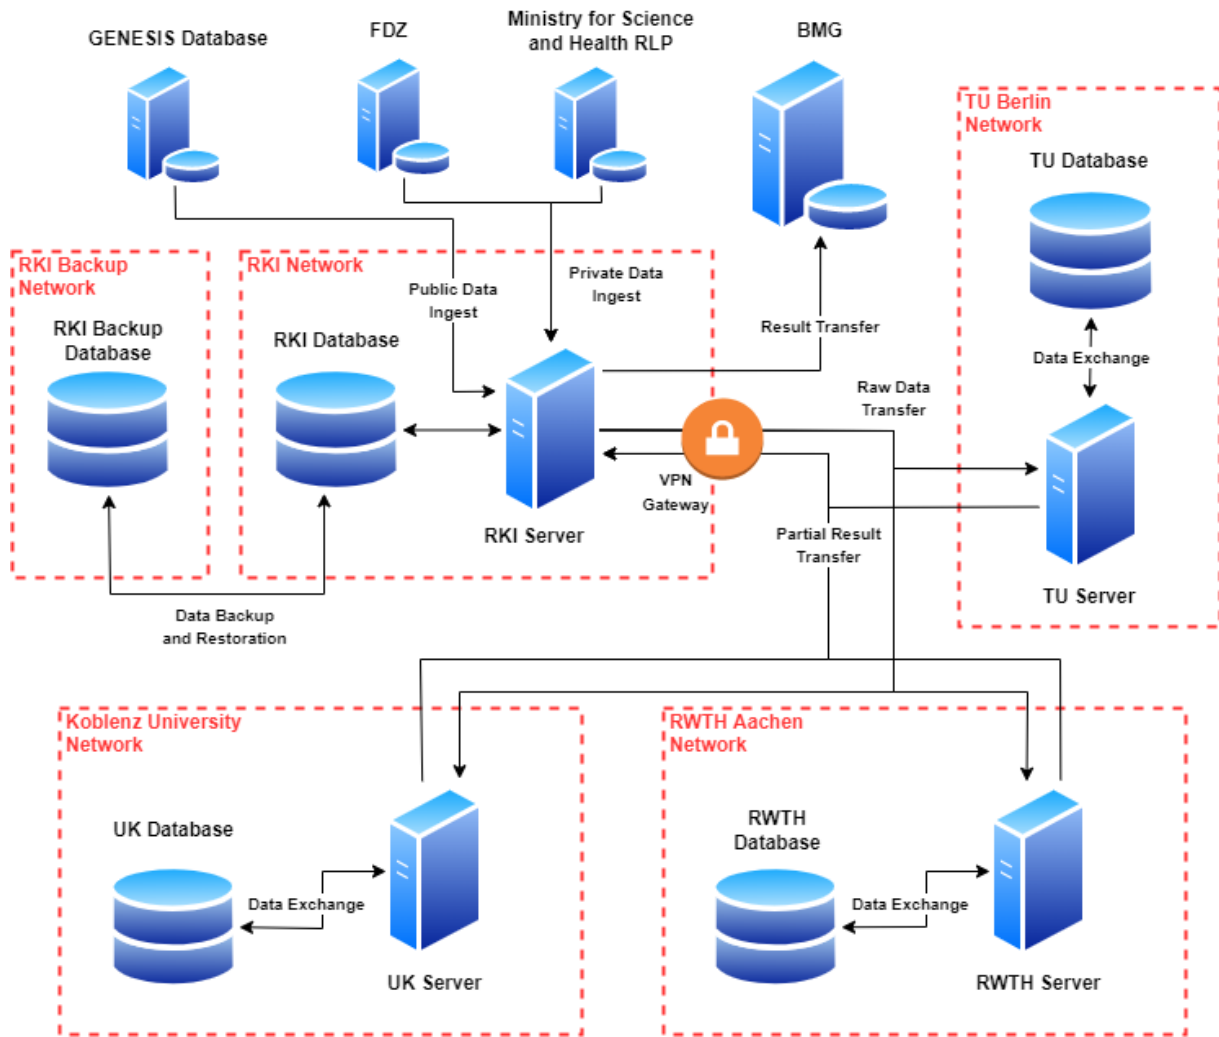 GENESIS Database
FDZ
Ministry for Science
and Health RLP
BMG
TU Berlin
Network
TU Database
RKI Backup
Network
RKI Network
Public Data
Ingest
Private Data
Ingest
RKI Backup
Database
RKI Database
Result Transfer
Data Exchange
Raw Data
Transfer
VPN
Gateway
RKI Server
Partial Result
Transfer
TU Server
Data Backup
and Restoration
Koblenz University
Network
RWTH Aachen
Network
UK Database
RWTH
Database
Data Exchange
Data Exchange
UK Server
RWTH Server